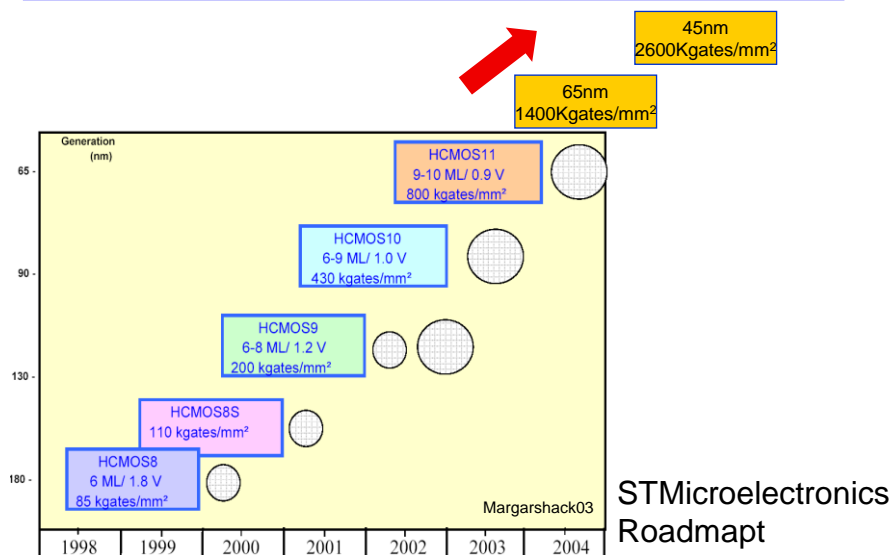 45nm
2600Kgates/mm²
65nm
1400Kgates/mm²
Generation
(nm)
65 -
HCMOS11
9-10 ML/ 0.9 V
800 kgates/mm²
HCMOS10
6-9 ML/ 1.0 V
430 kgates/mm²
90 -
HCMOS9
6-8 ML/ 1.2 V
200 kgates/mm²
130 -
HCMOS8S
110 kgates/mm²
HCMOS8
6 ML/ 1.8 V
85 kgates/mm²
180 -
Margarshack03
STMicroelectronics
Roadmapt
1998 1999 2000 2001 2002 2003 2004